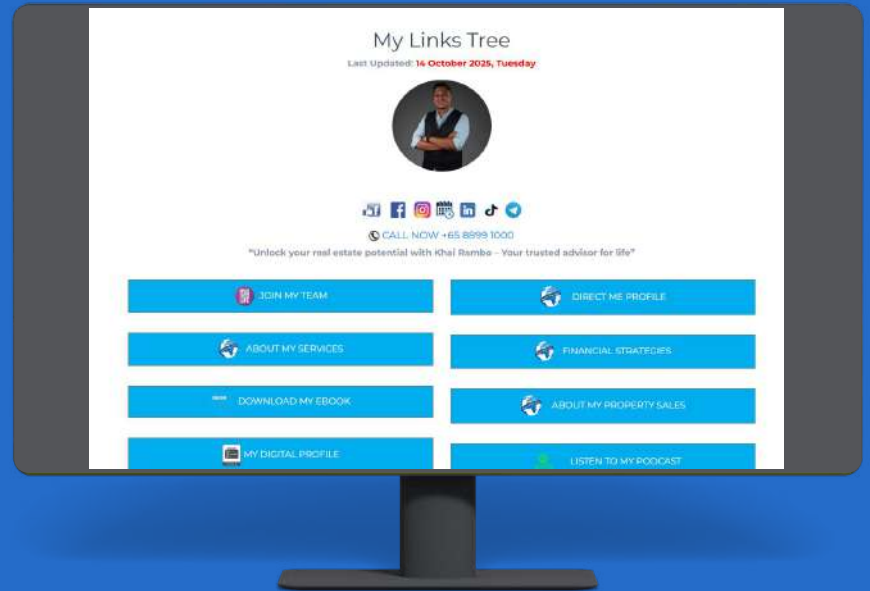 My Links Tree
Last Updated: 14 October 2025, Tuesday
CALL NOW +65 8899 1000
"Unlock your real estate potential with Khai Rambo - Your trusted advisor for life"
JOIN MY TEAM
DIRECT ME PROFILE
ABOUT MY SERVICES
FINANCIAL STRATEGIES
DOWNLOAD MY EBOOK
ABOUT MY PROPERTY SALES
MY DIGITAL PROFILE
LISTEN TO MY PODCAST